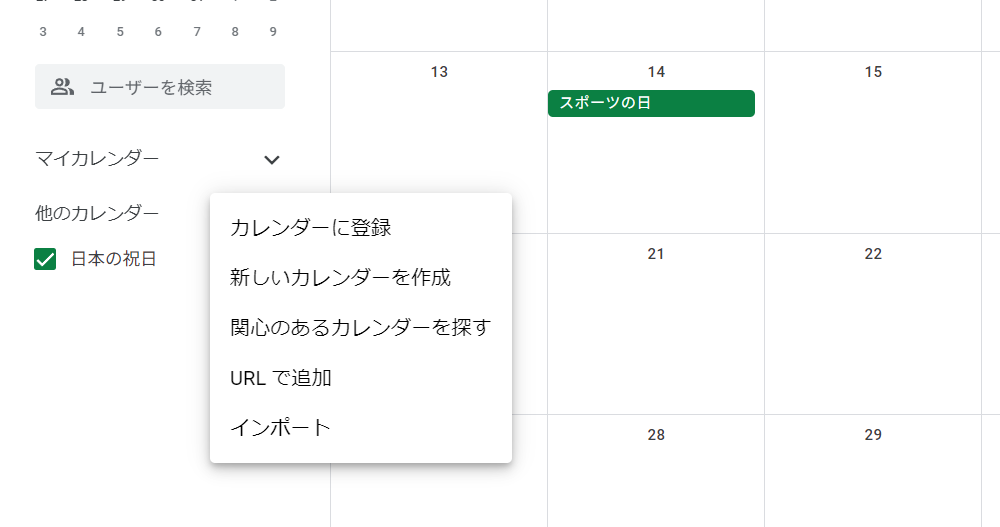 3 4 5 6 7 8 9
ユーザーを検索
マイカレンダー
他のカレンダー
日本の祝日
カレンダーに登録
新しいカレンダーを作成
関心のあるカレンダーを探す
URL で追加
インポート
13 14 15
スポーツの日
21 22
28 29